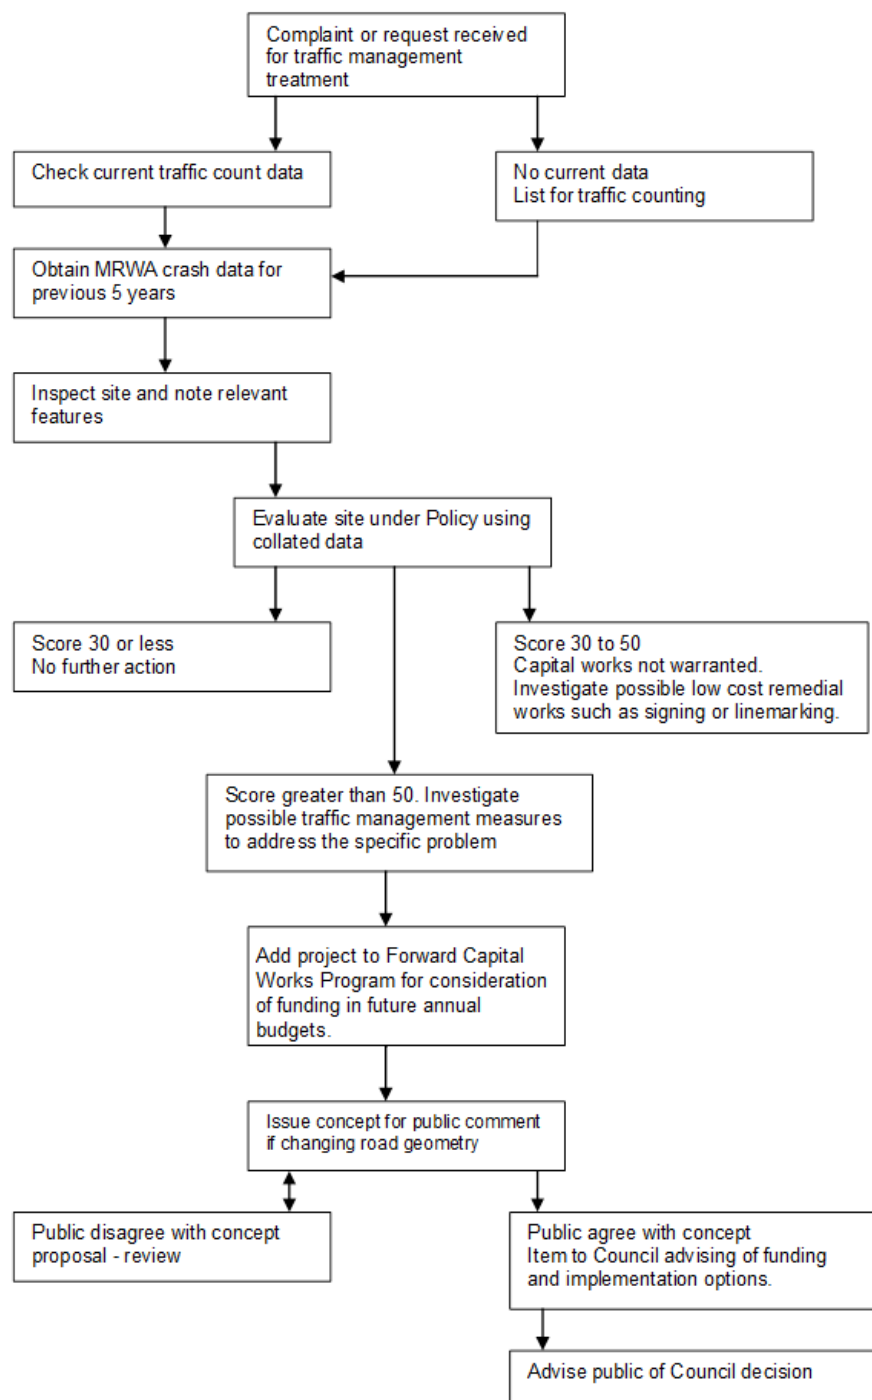 Complaint or request received
for traffic management
treatment
Check current traffic count data
No current data
List for traffic counting
Obtain MRWA crash data for
previous 5 years
Inspect site and note relevant
features
Evaluate site under Policy using
collated data
Score 30 or less
No further action
Score 30 to 50
Capital works not warranted.
Investigate possible low cost remedial
works such as signing or linemarking.
Score greater than 50. Investigate
possible traffic management measures
to address the specific problem
Add project to Forward Capital
Works Program for consideration
of funding in future annual
budgets.
Issue concept for public comment
if changing road geometry
Public disagree with concept
proposal - review
Public agree with concept
Item to Council advising of funding
and implementation options.
Advise public of Council decision